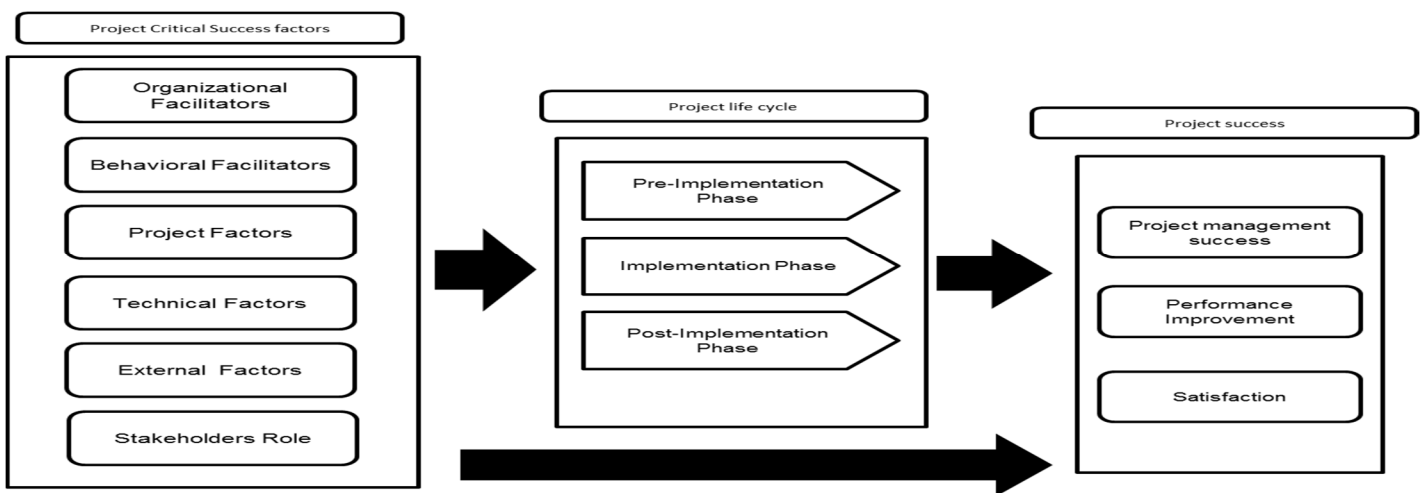 Project Critical Success factors
Organizational
Facilitators
Behavioral Facilitators
Project Factors
Technical Factors
External Factors
Stakeholders Role
Project life cycle
Pre-Implementation
Phase
Implementation Phase
Post-Implementation
Phase
Project success
Project management
success
Performance
Improvement
Satisfaction